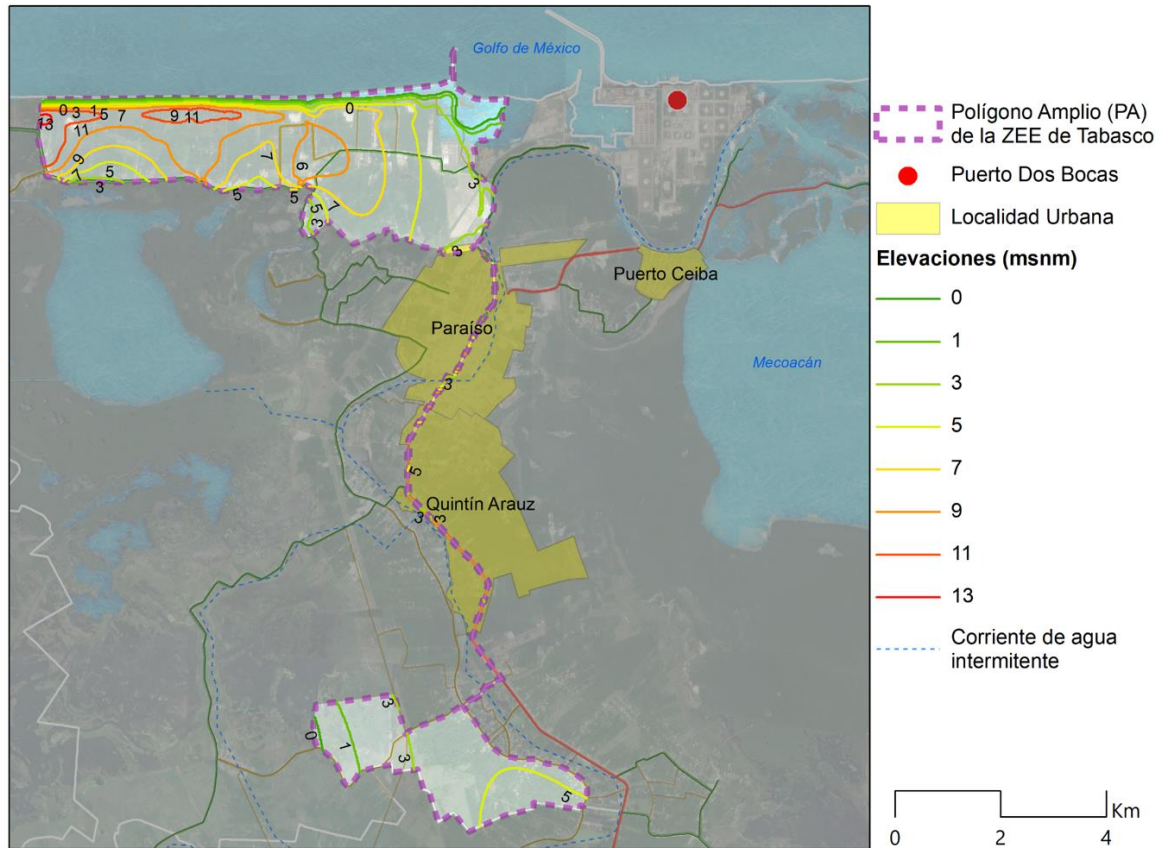 Golfo de México
0 3 1 5 7
9 11
0
13
11
9
7
5
3
7
9
5
5
5
3
7
3
3
Puerto Ceiba
Paraíso
Mecoacán
3
5
Quintín Arauz
3
3
3
0
1
3
5
Polígono Amplio (PA)
de la ZEE de Tabasco
Puerto Dos Bocas
Localidad Urbana
Elevaciones (msnm)
0
1
3
5
7
9
11
13
Corriente de agua
intermitente
Km
0 2 4